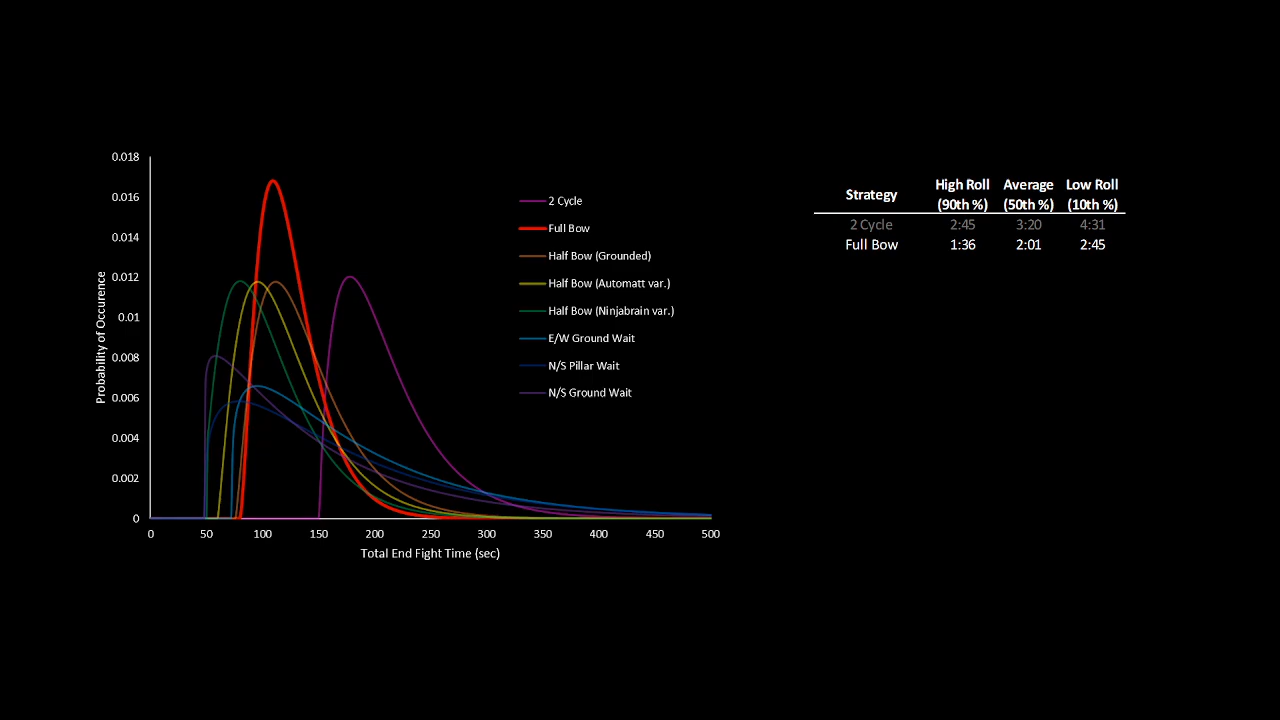 0.018
0.016
0.014
0.012
0.01
0.008
0.006
0.004
0.002
0
Probability of Occurence
0 50 100 150 200 250 300 350 400 450 500
Total End Fight Time (sec)
2 Cycle
Full Bow
Half Bow (Grounded)
Half Bow (Automatt var.)
Half Bow (Ninjabrain var.)
E/W Ground Wait
N/S Pillar Wait
N/S Ground Wait
Strategy High Roll (90th %) Average (50th %) Low Roll (10th %)
2 Cycle 2:45 3:20 4:31
Full Bow 1:36 2:01 2:45